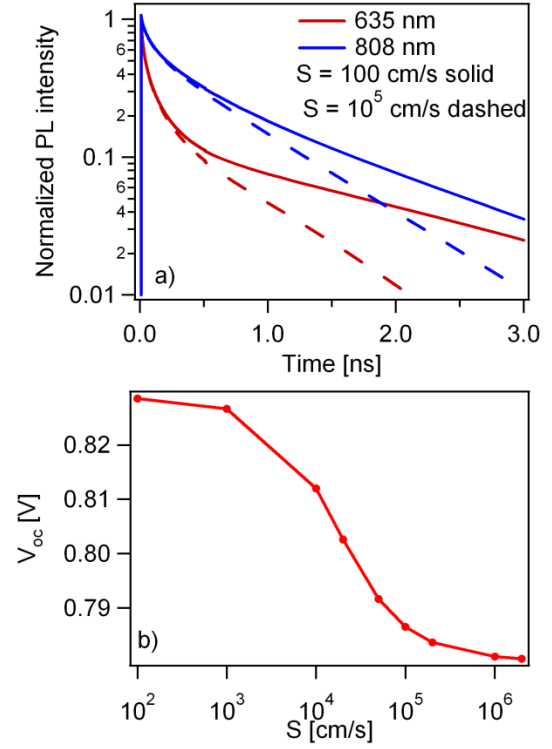 635 nm
808 nm
S = 100 cm/s solid
S = 10⁵ cm/s dashed
Normalized PL intensity
1
6
4
2
0.1
6
4
2
0.01
a)
0.0
1.0
2.0
3.0
Time [ns]
V_oc [V]
0.82
0.81
0.80
0.79
b)
10²
10³
10⁴
10⁵
10⁶
S [cm/s]